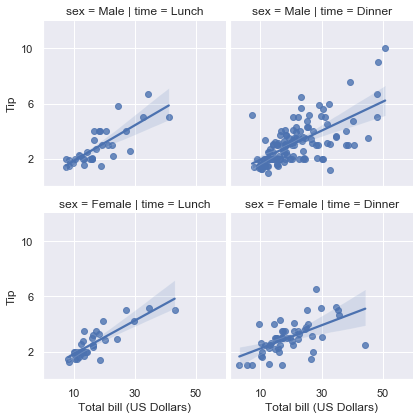 sex = Male | time = Lunch
sex = Male | time = Dinner
10
6
2
Tip
sex = Female | time = Lunch
sex = Female | time = Dinner
10
6
2
Tip
10 30 50
10 30 50
Total bill (US Dollars)
Total bill (US Dollars)